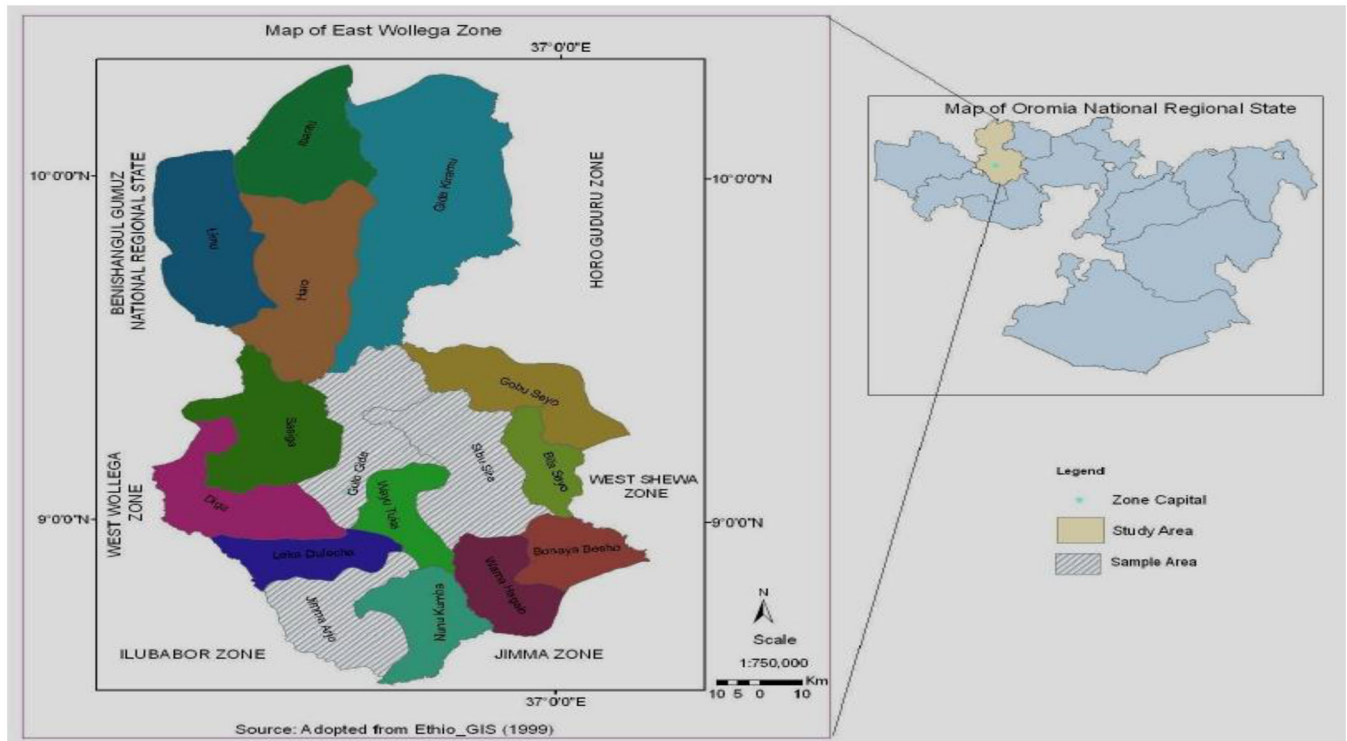 Map of East Wollega Zone
37°0'0"E
Map of Oromia National Regional State
Ibantu
10°0'0"N
BENISHANGUL GUMUZ
NATIONAL REGIONAL STATE
Limu
Gida Kiramu
HORO GUDURU ZONE
10°0'0"N
Haro
Gobu Seyo
Sasiga
Guto Gida
Sibu Sire
Bila Seyo
WEST SHEWA
ZONE
WEST WOLLEGA
ZONE
Diga
Wayu Tuka
9°0'0"N
9°0'0"N
Leka Dulecha
Bonaya Bosho
Wama Hagalo
Jimma Arjo
Nunu Kumba
ILUBABOR ZONE
JIMMA ZONE
N
Scale
1:750,000
10 5 0 10 Km
37°0'0"E
Source: Adopted from Ethio_GIS (1999)
Legend
Zone Capital
Study Area
Sample Area